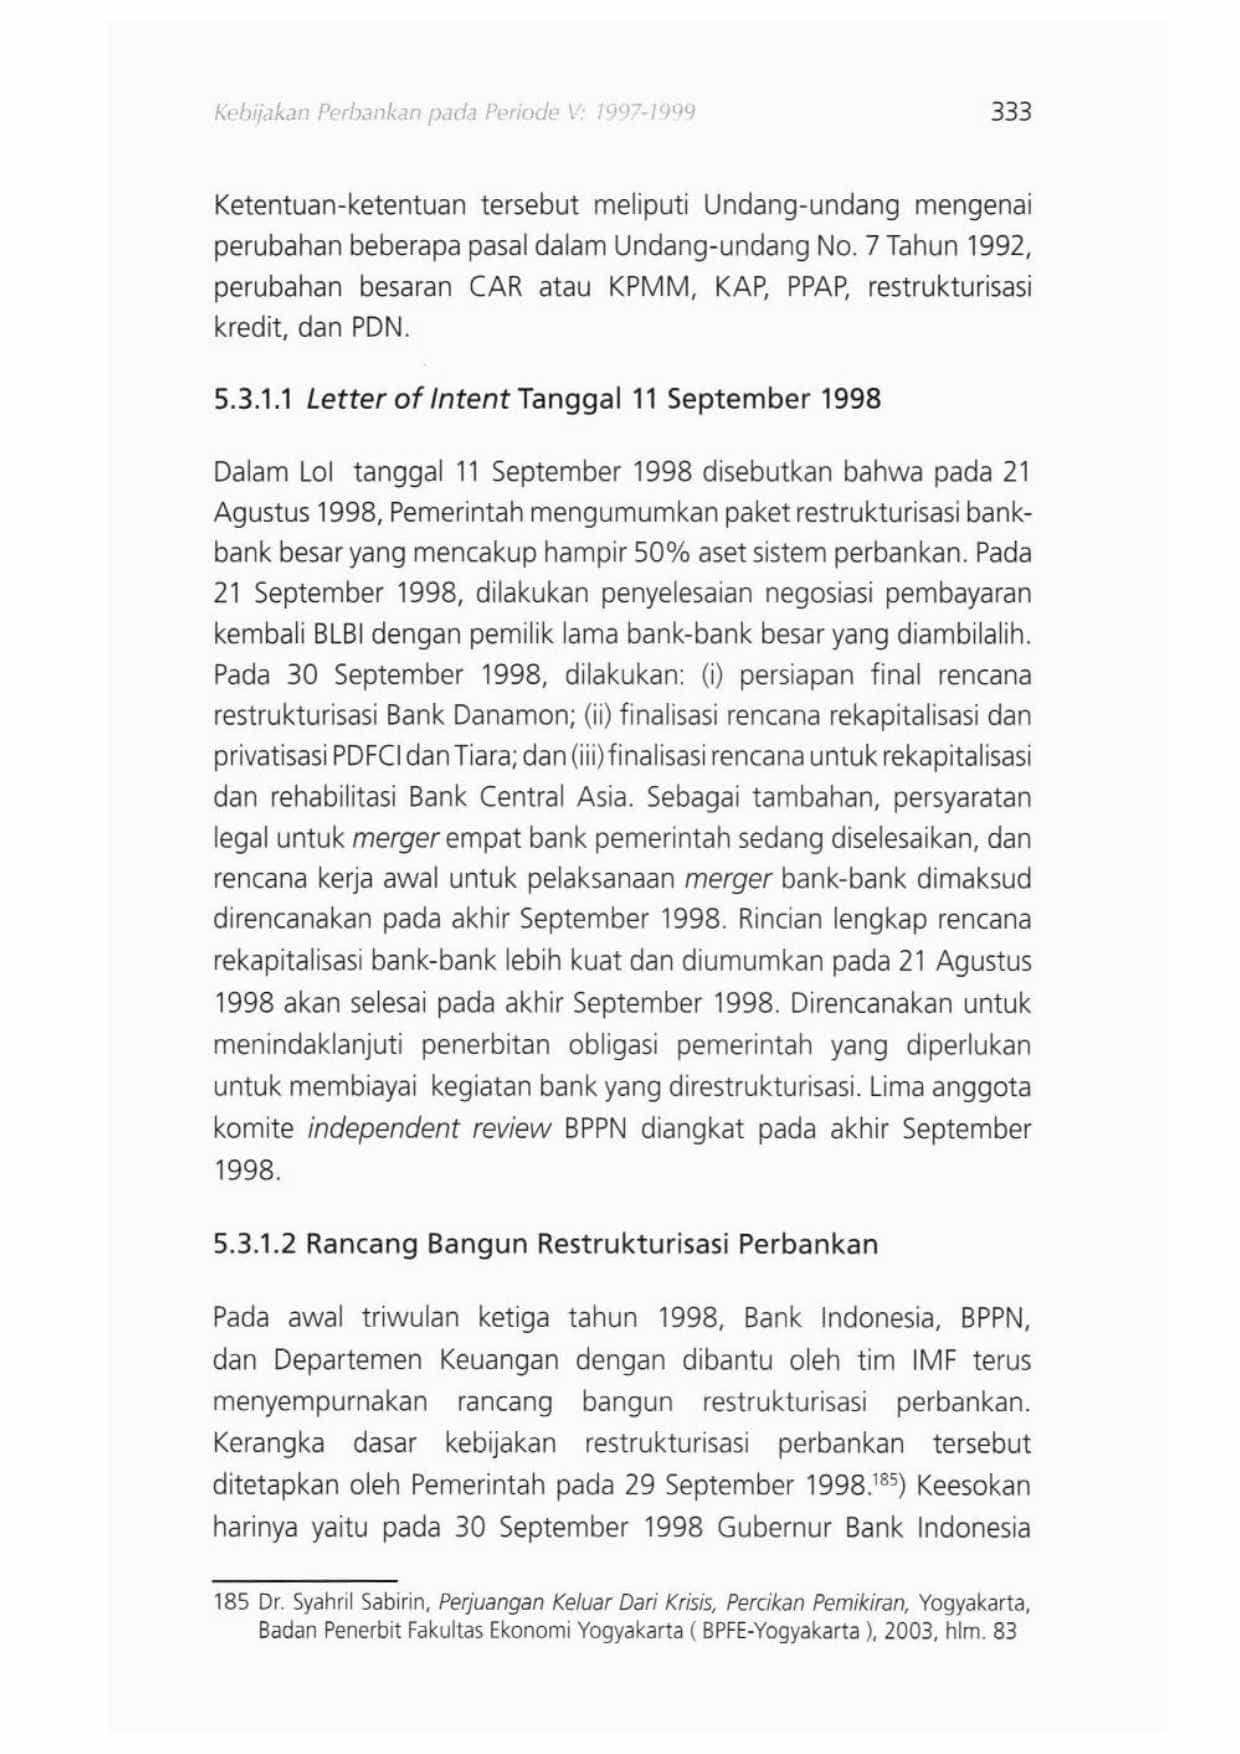 Kebijakan Perbankan pada Periode V: 1997-1999 333
Ketentuan-ketentuan tersebut meliputi Undang-undang mengenai
perubahan beberapa pasal dalam Undang-undang No. 7 Tahun 1992,
perubahan besaran CAR atau KPMM, KAP, PPAP, restrukturisasi
kredit, dan PDN.
5.3.1.1 Letter of Intent Tanggal 11 September 1998
Dalam LoI tanggal 11 September 1998 disebutkan bahwa pada 21
Agustus 1998, Pemerintah mengumumkan paket restrukturisasi bank-
bank besar yang mencakup hampir 50% aset sistem perbankan. Pada
21 September 1998, dilakukan penyelesaian negosiasi pembayaran
kembali BLBI dengan pemilik lama bank-bank besar yang diambilalih.
Pada 30 September 1998, dilakukan: (i) persiapan final rencana
restrukturisasi Bank Danamon; (ii) finalisasi rencana rekapitalisasi dan
privatisasi PDFCI dan Tiara; dan (iii) finalisasi rencana untuk rekapitalisasi
dan rehabilitasi Bank Central Asia. Sebagai tambahan, persyaratan
legal untuk merger empat bank pemerintah sedang diselesaikan, dan
rencana kerja awal untuk pelaksanaan merger bank-bank dimaksud
direncanakan pada akhir September 1998. Rincian lengkap rencana
rekapitalisasi bank-bank lebih kuat dan diumumkan pada 21 Agustus
1998 akan selesai pada akhir September 1998. Direncanakan untuk
menindaklanjuti penerbitan obligasi pemerintah yang diperlukan
untuk membiayai kegiatan bank yang direstrukturisasi. Lima anggota
komite independent review BPPN diangkat pada akhir September
1998.
5.3.1.2 Rancang Bangun Restrukturisasi Perbankan
Pada awal triwulan ketiga tahun 1998, Bank Indonesia, BPPN,
dan Departemen Keuangan dengan dibantu oleh tim IMF terus
menyempurnakan rancang bangun restrukturisasi perbankan.
Kerangka dasar kebijakan restrukturisasi perbankan tersebut
ditetapkan oleh Pemerintah pada 29 September 1998.185) Keesokan
harinya yaitu pada 30 September 1998 Gubernur Bank Indonesia
185 Dr. Syahril Sabirin, Perjuangan Keluar Dari Krisis, Percikan Pemikiran, Yogyakarta,
Badan Penerbit Fakultas Ekonomi Yogyakarta ( BPFE-Yogyakarta ), 2003, hlm. 83